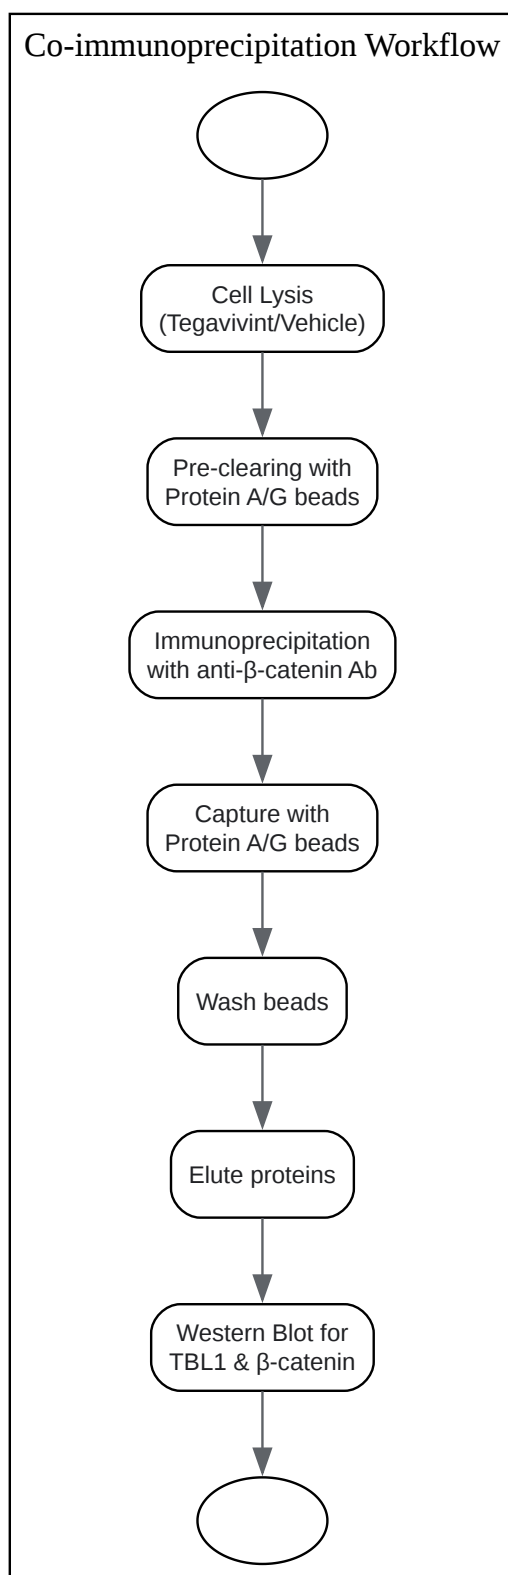 Co-immunoprecipitation Workflow
Cell Lysis
(Tegavivint/Vehicle)
Pre-clearing with
Protein A/G beads
Immunoprecipitation
with anti-β-catenin Ab
Capture with
Protein A/G beads
Wash beads
Elute proteins
Western Blot for
TBL1 & β-catenin